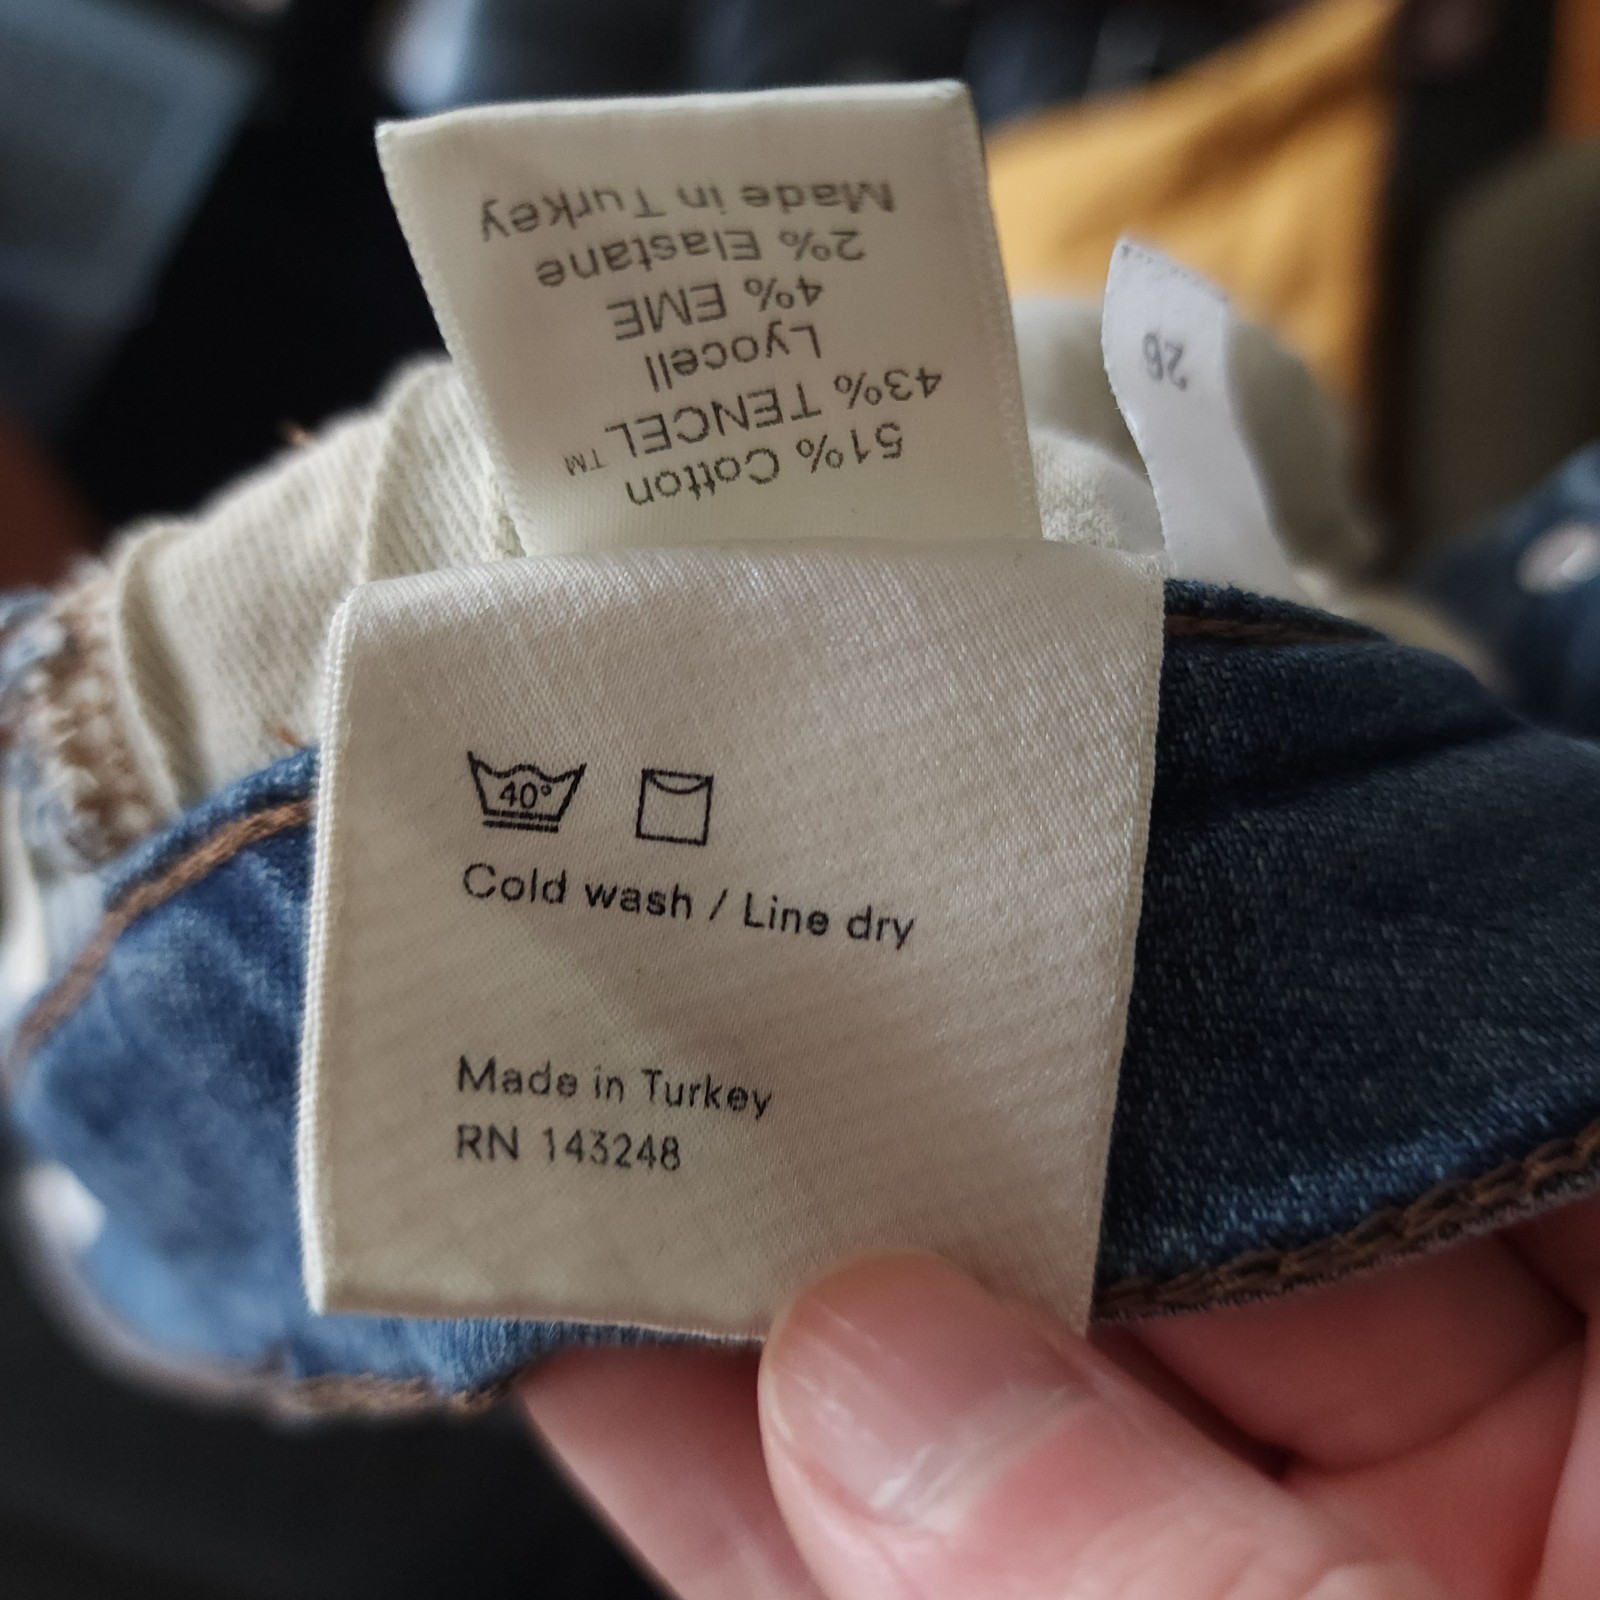 51% Cotton
43% TENCEL™
Lyocell
4% EME
2% Elastane
Made in Turkey
26
40°
Cold wash / Line dry
Made in Turkey
RN 143248